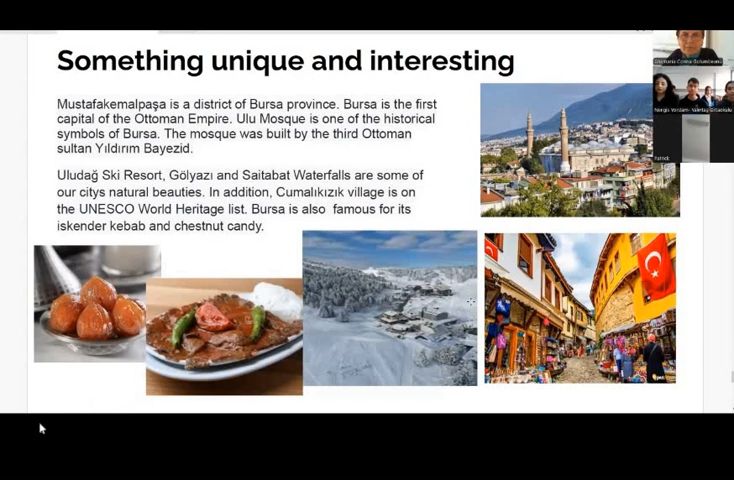 Something unique and interesting
Mustafakemalpaşa is a district of Bursa province. Bursa is the first
capital of the Ottoman Empire. Ulu Mosque is one of the historical
symbols of Bursa. The mosque was built by the third Ottoman
sultan Yıldırım Bayezid.
Uludağ Ski Resort, Gölyazı and Saitabat Waterfalls are some of
our citys natural beauties. In addition, Cumalıkızık village is on
the UNESCO World Heritage list. Bursa is also famous for its
iskender kebab and chestnut candy.
Patrick